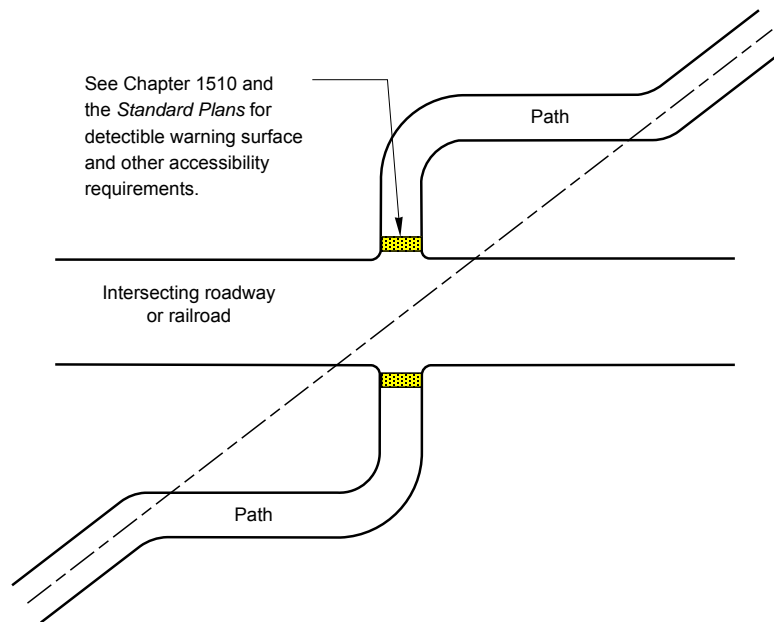 See Chapter 1510 and
the Standard Plans for
detectible warning surface
and other accessibility
requirements.
Path
Intersecting roadway
or railroad
Path